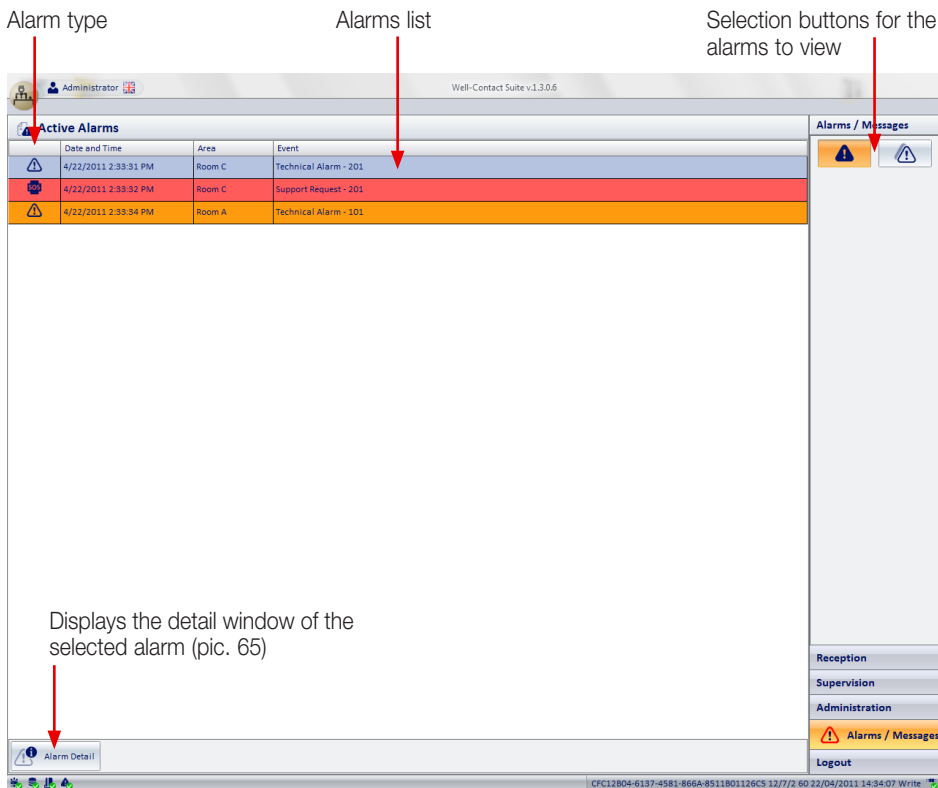 Alarm type
Alarms list
Selection buttons for the
alarms to view
Administrator
Well-Contact Suite v.1.3.0.6
Active Alarms
Alarms / Messages
Date and Time Area Event
4/22/2011 2:33:31 PM Room C Technical Alarm - 201
SOS 4/22/2011 2:33:32 PM Room C Support Request - 201
4/22/2011 2:33:34 PM Room A Technical Alarm - 101
Displays the detail window of the
selected alarm (pic. 65)
Reception
Supervision
Administration
Alarms / Messages
Logout
Alarm Detail
CFC12B04-6137-4581-866A-8511B01126C5 12/7/2 60 22/04/2011 14:34:07 Write